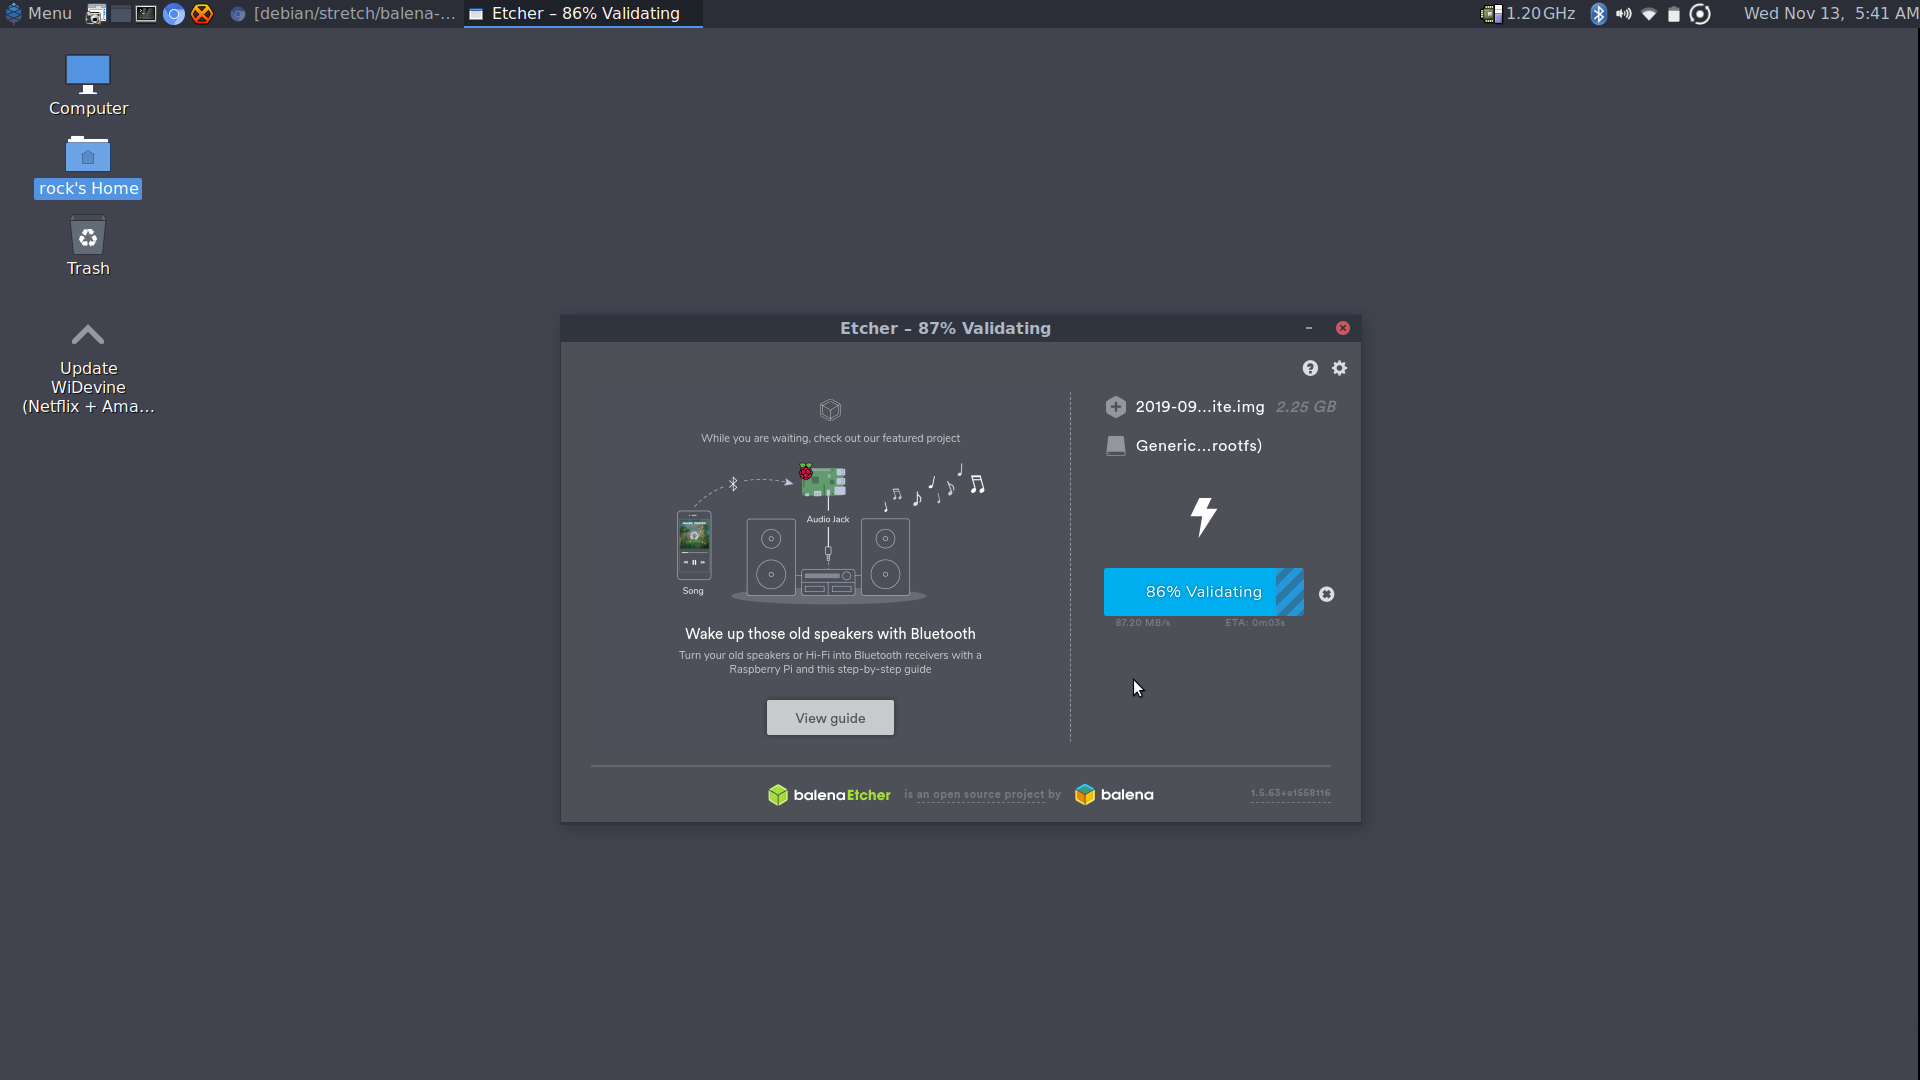 Menu
[debian/stretch/balena-...
Etcher – 86% Validating
1.20 GHz
Wed Nov 13, 5:41 AM
Computer
rock's Home
Trash
Update
WiDevine
(Netflix + Ama...
Etcher – 87% Validating
While you are waiting, check out our featured project
Audio Jack
Song
Wake up those old speakers with Bluetooth
Turn your old speakers or Hi-Fi into Bluetooth receivers with a
Raspberry Pi and this step-by-step guide
View guide
2019-09...ite.img 2.25 GB
Generic...rootfs)
86% Validating
87.20 MB/s ETA: 0m03s
balenaEtcher is an open source project by balena
1.5.63+a1558116